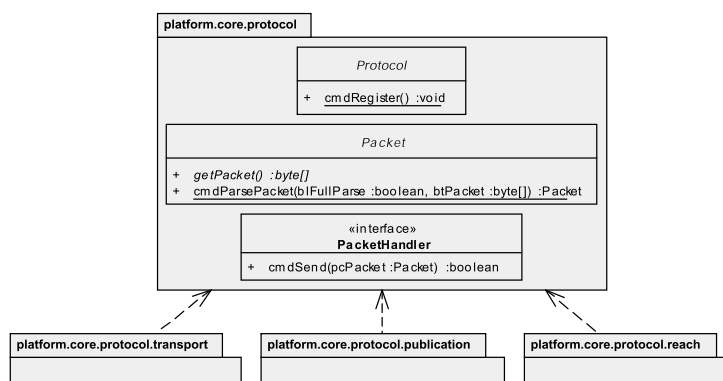 platform.core.protocol
Protocol
+ cmdRegister() :void
Packet
+ getPacket() :byte[]
+ cmdParsePacket(blFullParse :boolean, btPacket :byte[]) :Packet
«interface»
PacketHandler
+ cmdSend(pcPacket :Packet) :boolean
platform.core.protocol.transport
platform.core.protocol.publication
platform.core.protocol.reach